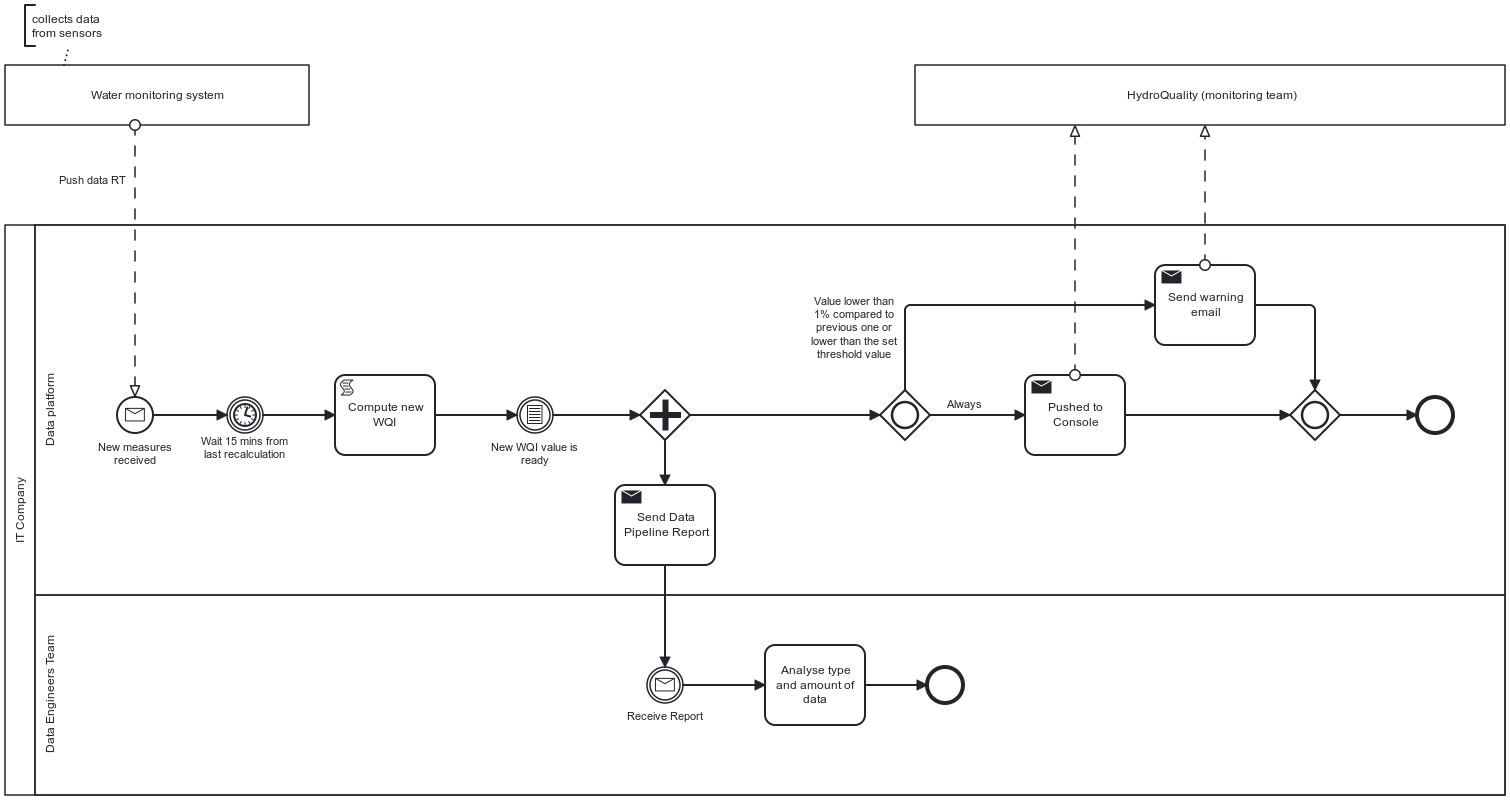 collects data
from sensors
Water monitoring system
HydroQuality (monitoring team)
Push data RT
IT Company
Data platform
New measures
received
Wait 15 mins from
last recalculation
Compute new
WQI
New WQI value is
ready
Send Data
Pipeline Report
Value lower than
1% compared to
previous one or
lower than the set
threshold value
Always
Pushed to
Console
Send warning
email
Data Engineers Team
Receive Report
Analyse type
and amount of
data